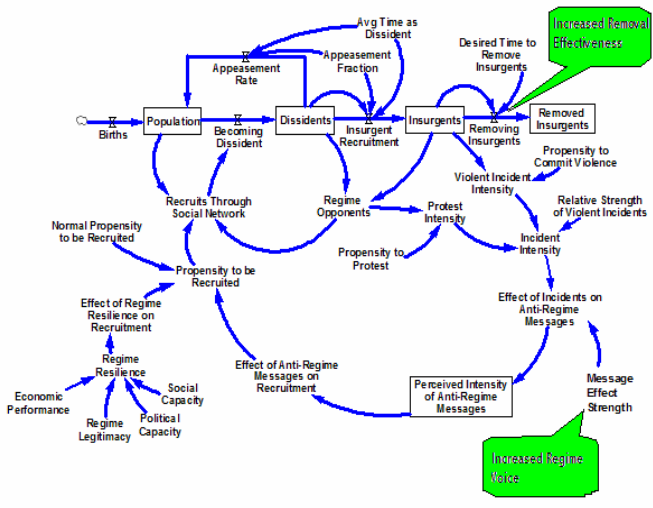 Increased Removal
Effectiveness
Avg Time as
Dissident
Desired Time to
Remove
Insurgents
Appeasement
Fraction
Appeasement
Rate
Births
Population
Becoming
Dissident
Dissidents
Insurgent
Recruitment
Insurgents
Removing
Insurgents
Removed
Insurgents
Propensity to
Commit Violence
Violent Incident
Intensity
Recruits Through
Social Network
Regime
Opponents
Protest
Intensity
Relative Strength
of Violent Incidents
Normal Propensity
to be Recruited
Propensity to
Protest
Incident
Intensity
Propensity to be
Recruited
Effect of Regime
Resilience on
Recruitment
Effect of Incidents on
Anti-Regime
Messages
Regime
Resilience
Effect of Anti-Regime
Messages on
Recruitment
Economic
Performance
Social
Capacity
Perceived Intensity
of Anti-Regime
Messages
Message
Effect
Strength
Regime
Legitimacy
Political
Capacity
Increased Regime
Voice